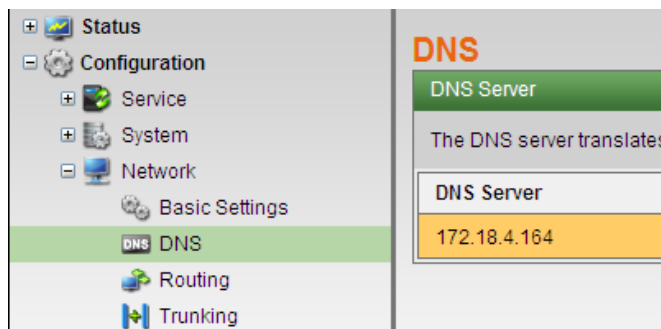 Status
Configuration
Service
System
Network
Basic Settings
DNS DNS
Routing
Trunking
DNS
DNS Server
The DNS server translates
DNS Server
172.18.4.164